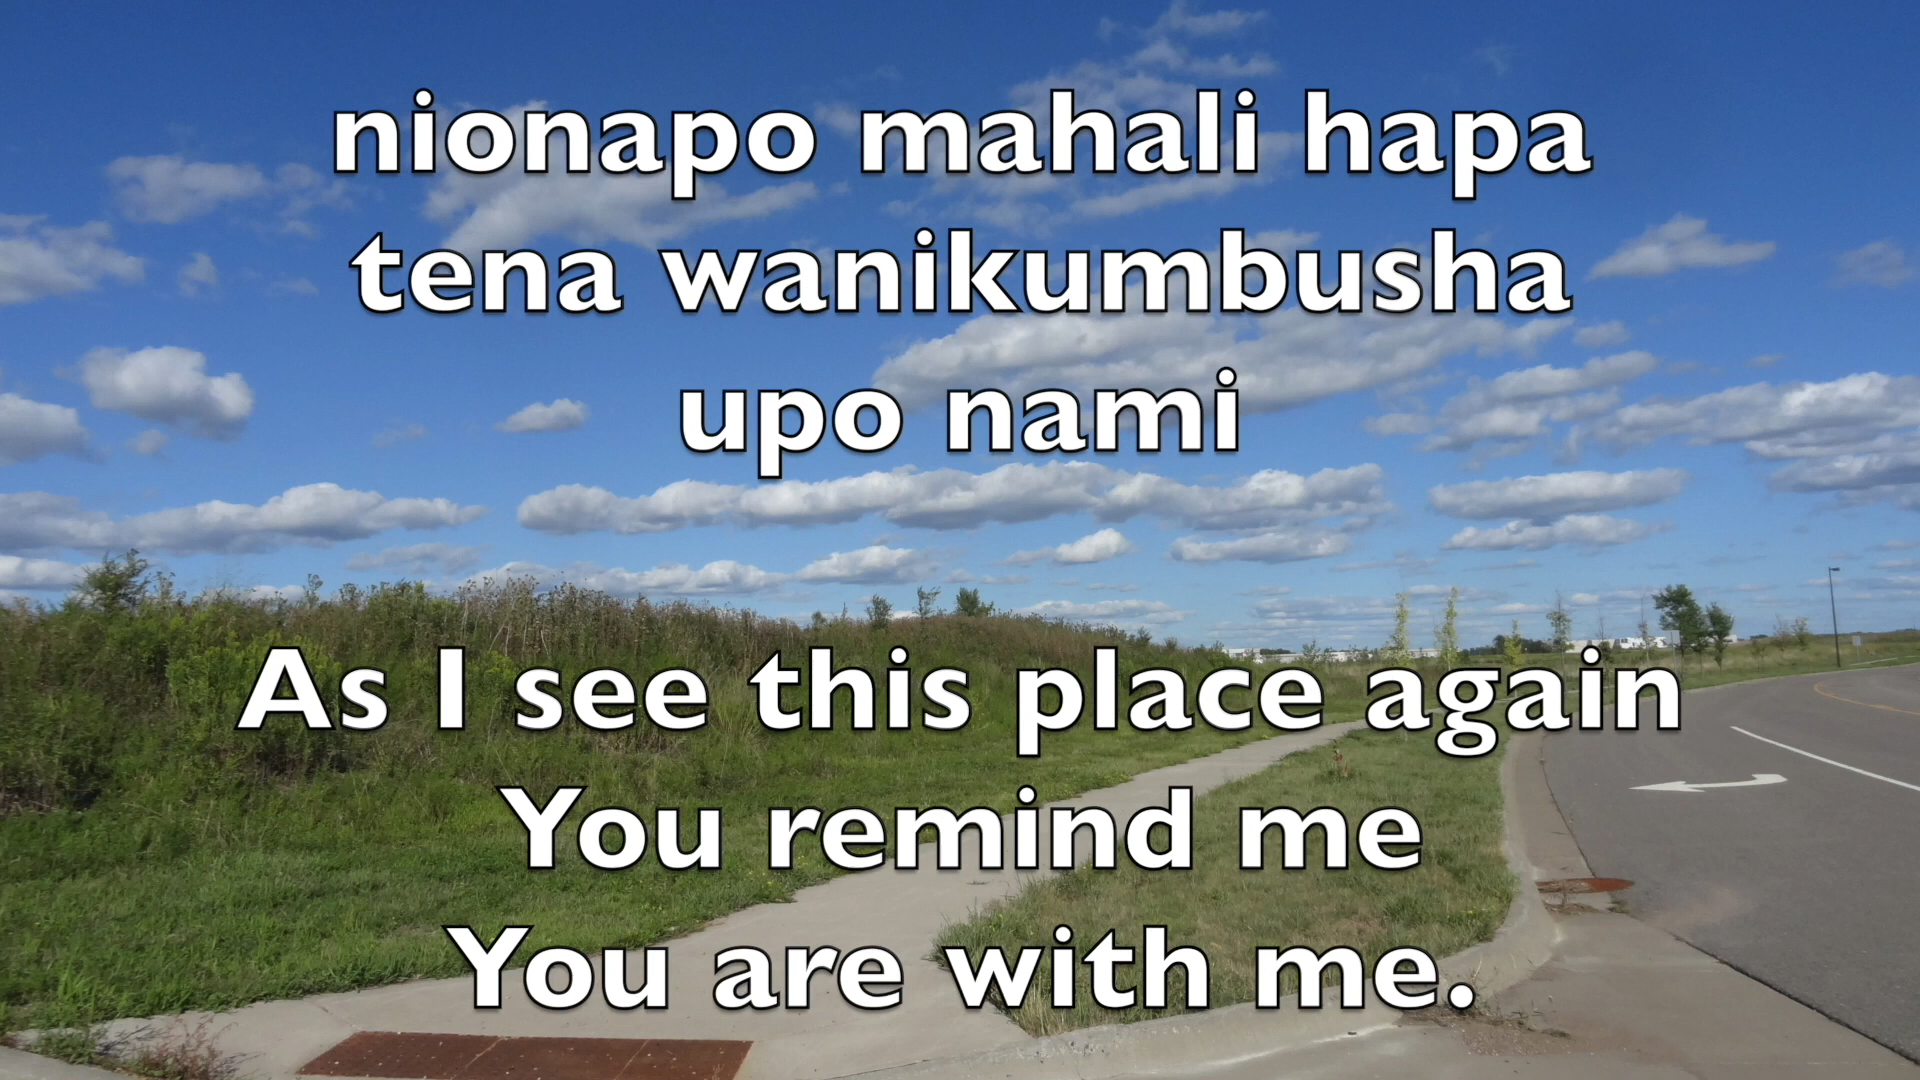 nionapo mahali hapa
tena wanikumbusha
upo nami
As I see this place again
You remind me
You are with me.